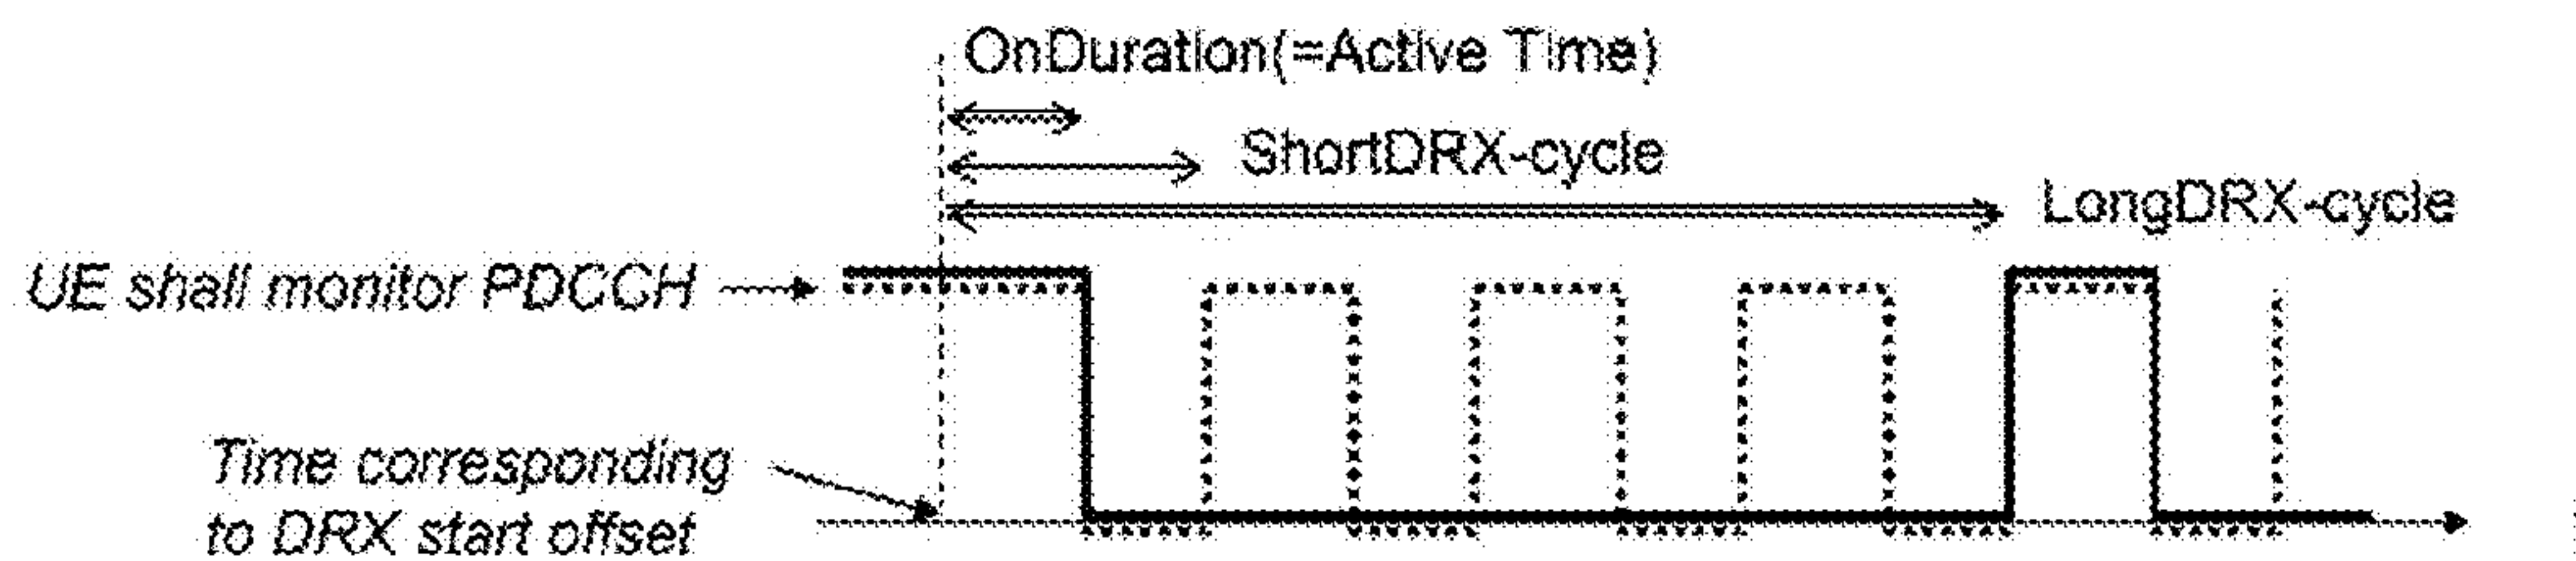 OnDuration(=Active Time)
ShortDRX-cycle
LongDRX-cycle
UE shall monitor PDCCH
Time corresponding
to DRX start offset